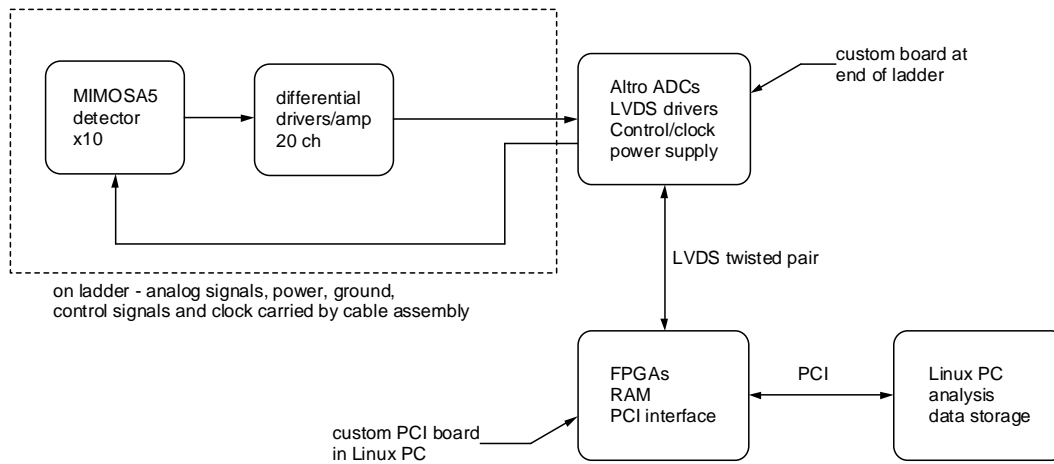 MIMOSA5
detector
x10
differential
drivers/amp
20 ch
Altro ADCs
LVDS drivers
Control/clock
power supply
custom board at
end of ladder
LVDS twisted pair
on ladder - analog signals, power, ground,
control signals and clock carried by cable assembly
FPGAs
RAM
PCI interface
PCI
Linux PC
analysis
data storage
custom PCI board
in Linux PC